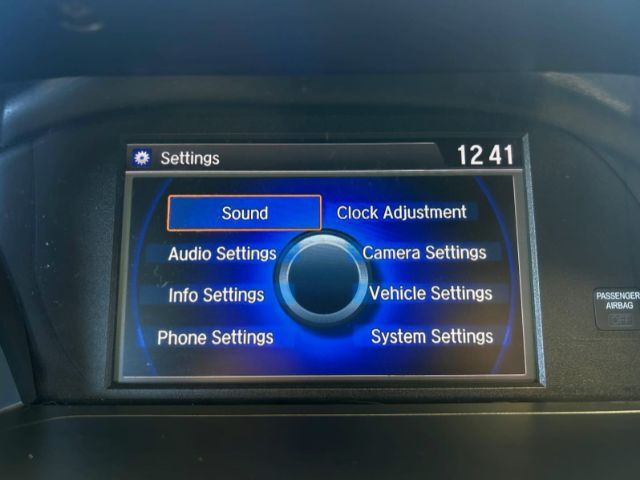 Settings
12 41
Sound
Clock Adjustment
Audio Settings
Camera Settings
Info Settings
Vehicle Settings
Phone Settings
System Settings
PASSENGER
AIRBAG
OFF